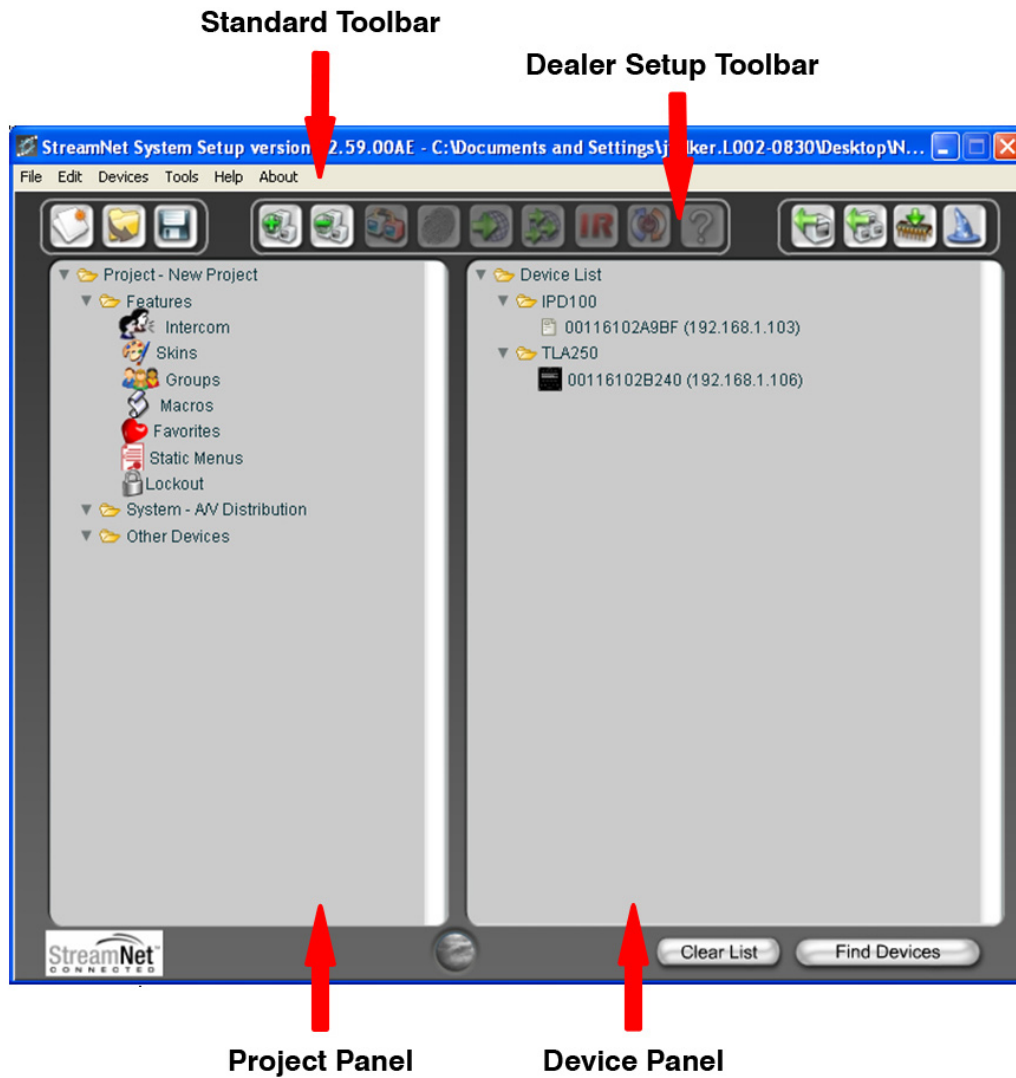 Standard Toolbar
Dealer Setup Toolbar
StreamNet System Setup version 2.59.00AE - C:\Documents and Settings\j lker.L002-0830\Desktop\N...
File Edit Devices Tools Help About
IR ?
Project - New Project
Features
Intercom
Skins
Groups
Macros
Favorites
Static Menus
Lockout
System - A/V Distribution
Other Devices
Device List
IPD100
00116102A9BF (192.168.1.103)
TLA250
00116102B240 (192.168.1.106)
StreamNet™
CONNECTED
Clear List
Find Devices
Project Panel
Device Panel